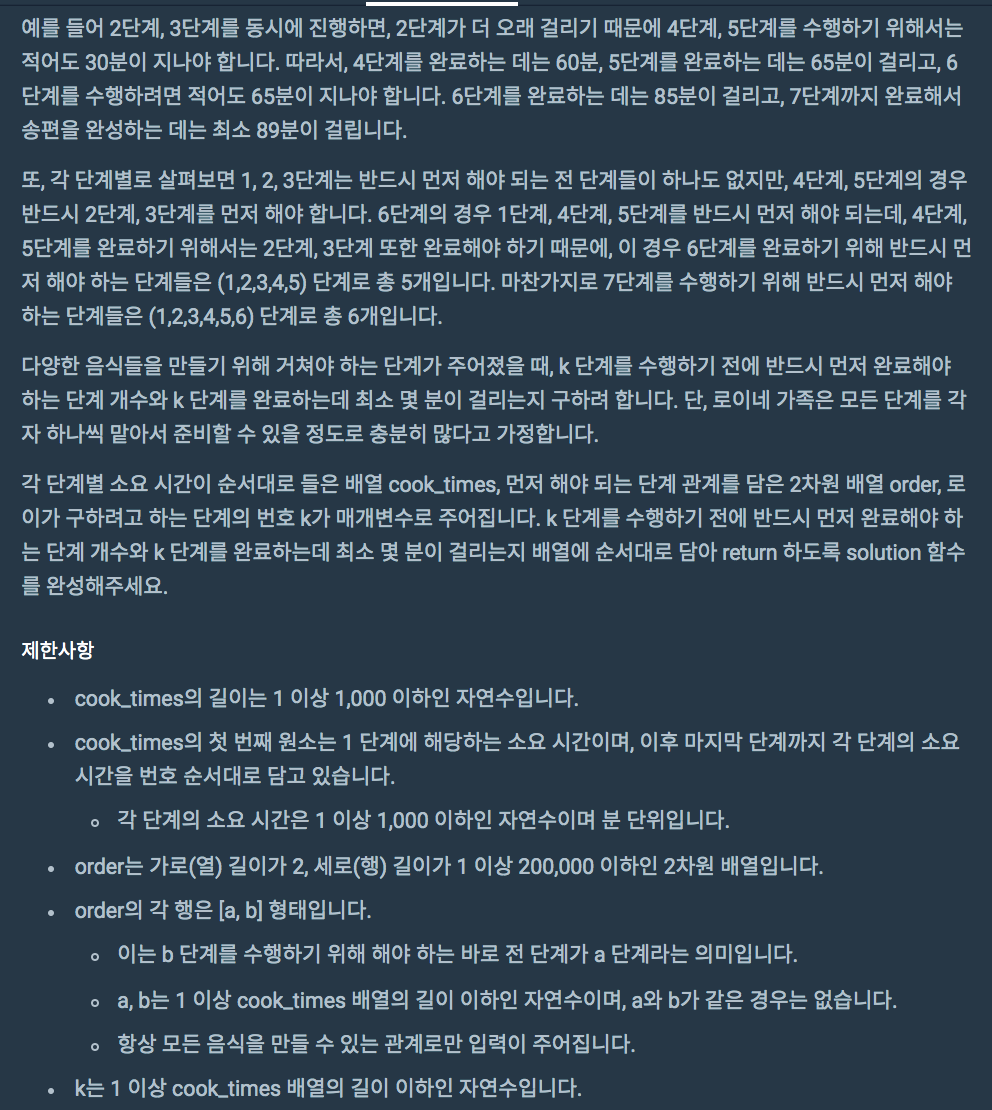 예를 들어 2단계, 3단계를 동시에 진행하면, 2단계가 더 오래 걸리기 때문에 4단계, 5단계를 수행하기 위해서는
적어도 30분이 지나야 합니다. 따라서, 4단계를 완료하는 데는 60분, 5단계를 완료하는 데는 65분이 걸리고, 6
단계를 수행하려면 적어도 65분이 지나야 합니다. 6단계를 완료하는 데는 85분이 걸리고, 7단계까지 완료해서
송편을 완성하는 데는 최소 89분이 걸립니다.
또, 각 단계별로 살펴보면 1, 2, 3단계는 반드시 먼저 해야 되는 전 단계들이 하나도 없지만, 4단계, 5단계의 경우
반드시 2단계, 3단계를 먼저 해야 합니다. 6단계의 경우 1단계, 4단계, 5단계를 반드시 먼저 해야 되는데, 4단계,
5단계를 완료하기 위해서는 2단계, 3단계 또한 완료해야 하기 때문에, 이 경우 6단계를 완료하기 위해 반드시 먼
저 해야 하는 단계들은 (1,2,3,4,5) 단계로 총 5개입니다. 마찬가지로 7단계를 수행하기 위해 반드시 먼저 해야
하는 단계들은 (1,2,3,4,5,6) 단계로 총 6개입니다.
다양한 음식들을 만들기 위해 거쳐야 하는 단계가 주어졌을 때, k 단계를 수행하기 전에 반드시 먼저 완료해야
하는 단계 개수와 k 단계를 완료하는데 최소 몇 분이 걸리는지 구하려 합니다. 단, 로이네 가족은 모든 단계를 각
자 하나씩 맡아서 준비할 수 있을 정도로 충분히 많다고 가정합니다.
각 단계별 소요 시간이 순서대로 들은 배열 cook_times, 먼저 해야 되는 단계 관계를 담은 2차원 배열 order, 로
이가 구하려고 하는 단계의 번호 k가 매개변수로 주어집니다. k 단계를 수행하기 전에 반드시 먼저 완료해야 하
는 단계 개수와 k 단계를 완료하는데 최소 몇 분이 걸리는지 배열에 순서대로 담아 return 하도록 solution 함수
를 완성해주세요.
제한사항
• cook_times의 길이는 1 이상 1,000 이하인 자연수입니다.
• cook_times의 첫 번째 원소는 1 단계에 해당하는 소요 시간이며, 이후 마지막 단계까지 각 단계의 소요
시간을 번호 순서대로 담고 있습니다.
◦ 각 단계의 소요 시간은 1 이상 1,000 이하인 자연수이며 분 단위입니다.
• order는 가로(열) 길이가 2, 세로(행) 길이가 1 이상 200,000 이하인 2차원 배열입니다.
• order의 각 행은 [a, b] 형태입니다.
◦ 이는 b 단계를 수행하기 위해 해야 하는 바로 전 단계가 a 단계라는 의미입니다.
◦ a, b는 1 이상 cook_times 배열의 길이 이하인 자연수이며, a와 b가 같은 경우는 없습니다.
◦ 항상 모든 음식을 만들 수 있는 관계로만 입력이 주어집니다.
• k는 1 이상 cook_times 배열의 길이 이하인 자연수입니다.